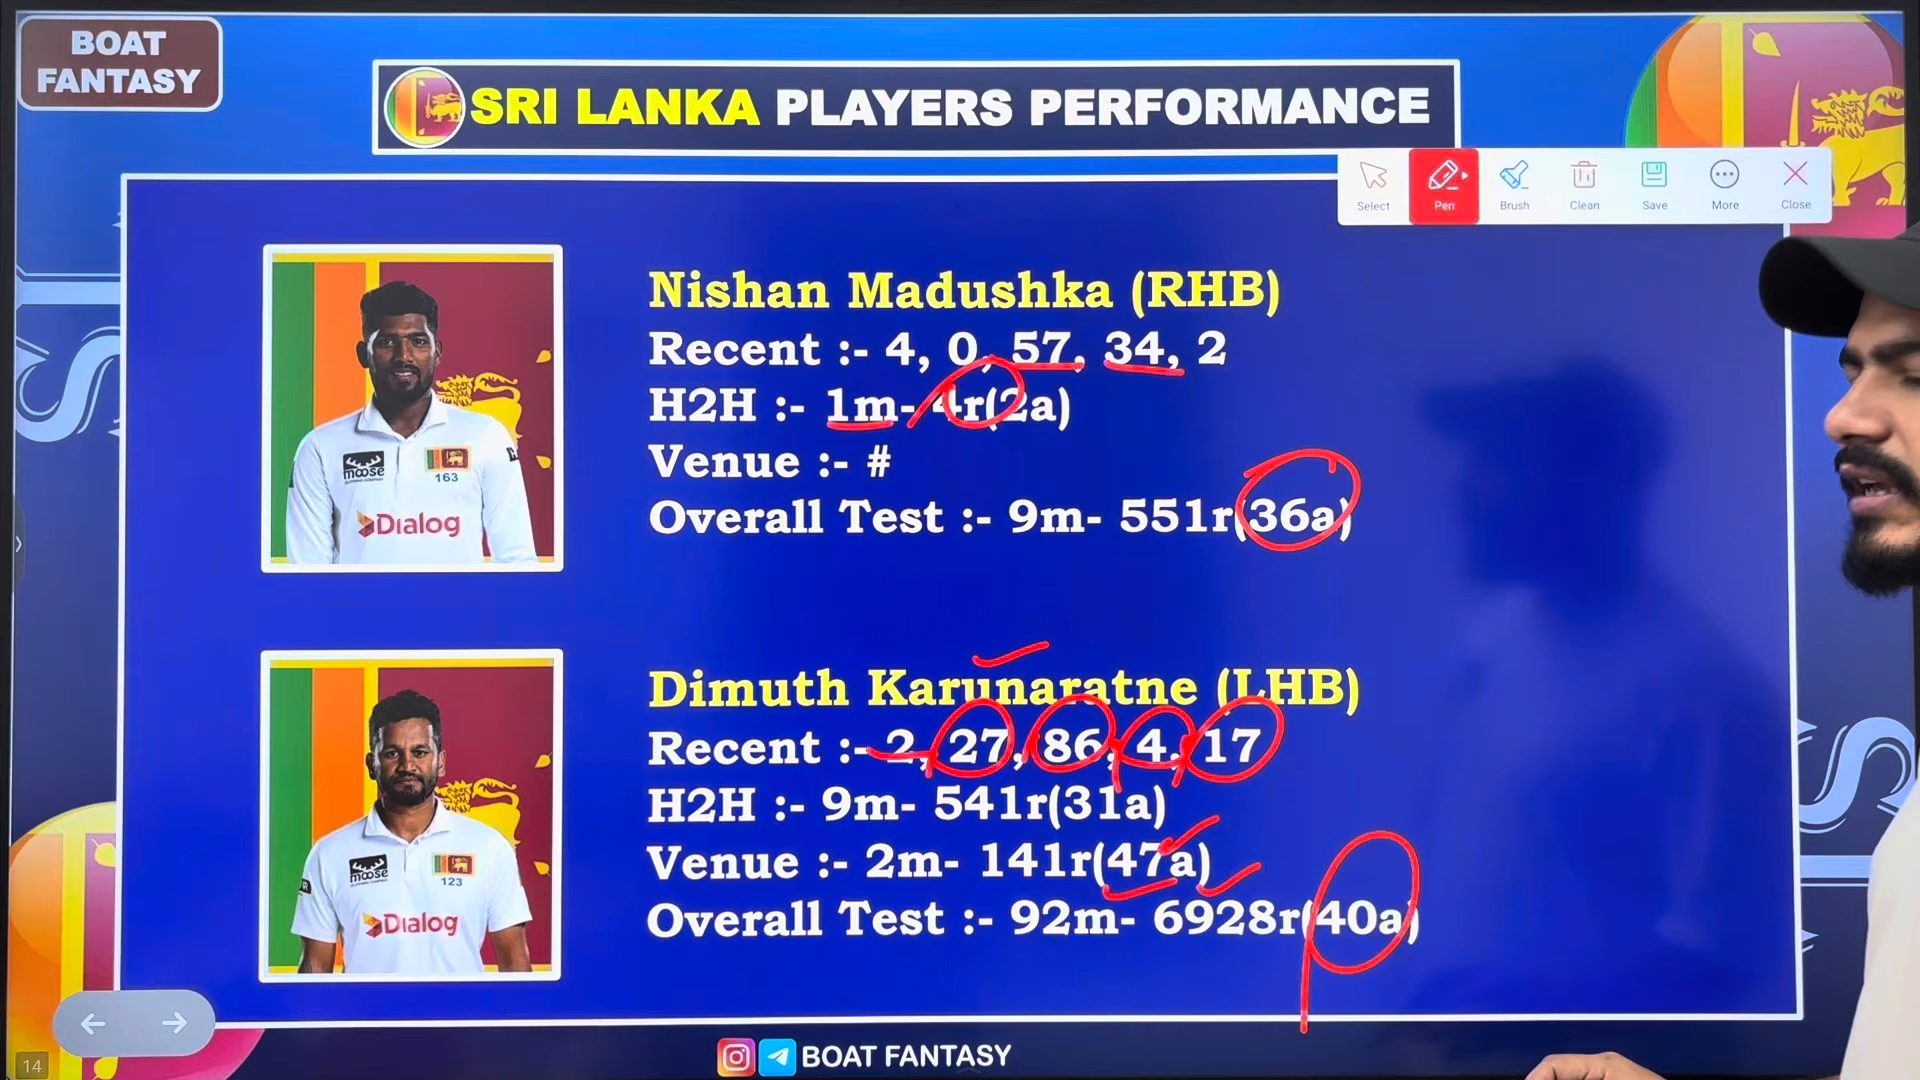 BOAT
FANTASY
SRI LANKA PLAYERS PERFORMANCE
Select Pen Brush Clean Save More Close
Nishan Madushka (RHB)
Recent :- 4, 0, 57, 34, 2
H2H :- 1m- 4r(2a)
Venue :- #
Overall Test :- 9m- 551r(36a)
moose
163
Dialog
Dimuth Karunaratne (LHB)
Recent :- 2, 27, 86, 4, 17
H2H :- 9m- 541r(31a)
Venue :- 2m- 141r(47a)
Overall Test :- 92m- 6928r(40a)
moose
123
Dialog
14
BOAT FANTASY